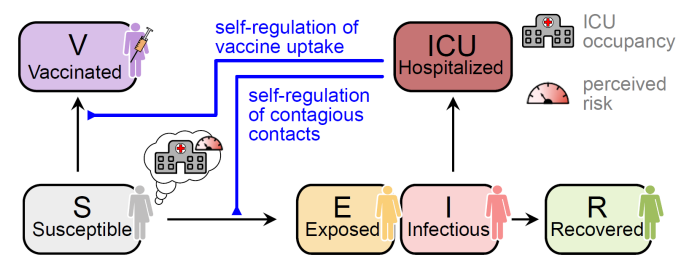 V
Vaccinated
self-regulation of
vaccine uptake
ICU
Hospitalized
ICU
occupancy
perceived
risk
self-regulation
of contagious
contacts
S
Susceptible
E
Exposed
I
Infectious
R
Recovered